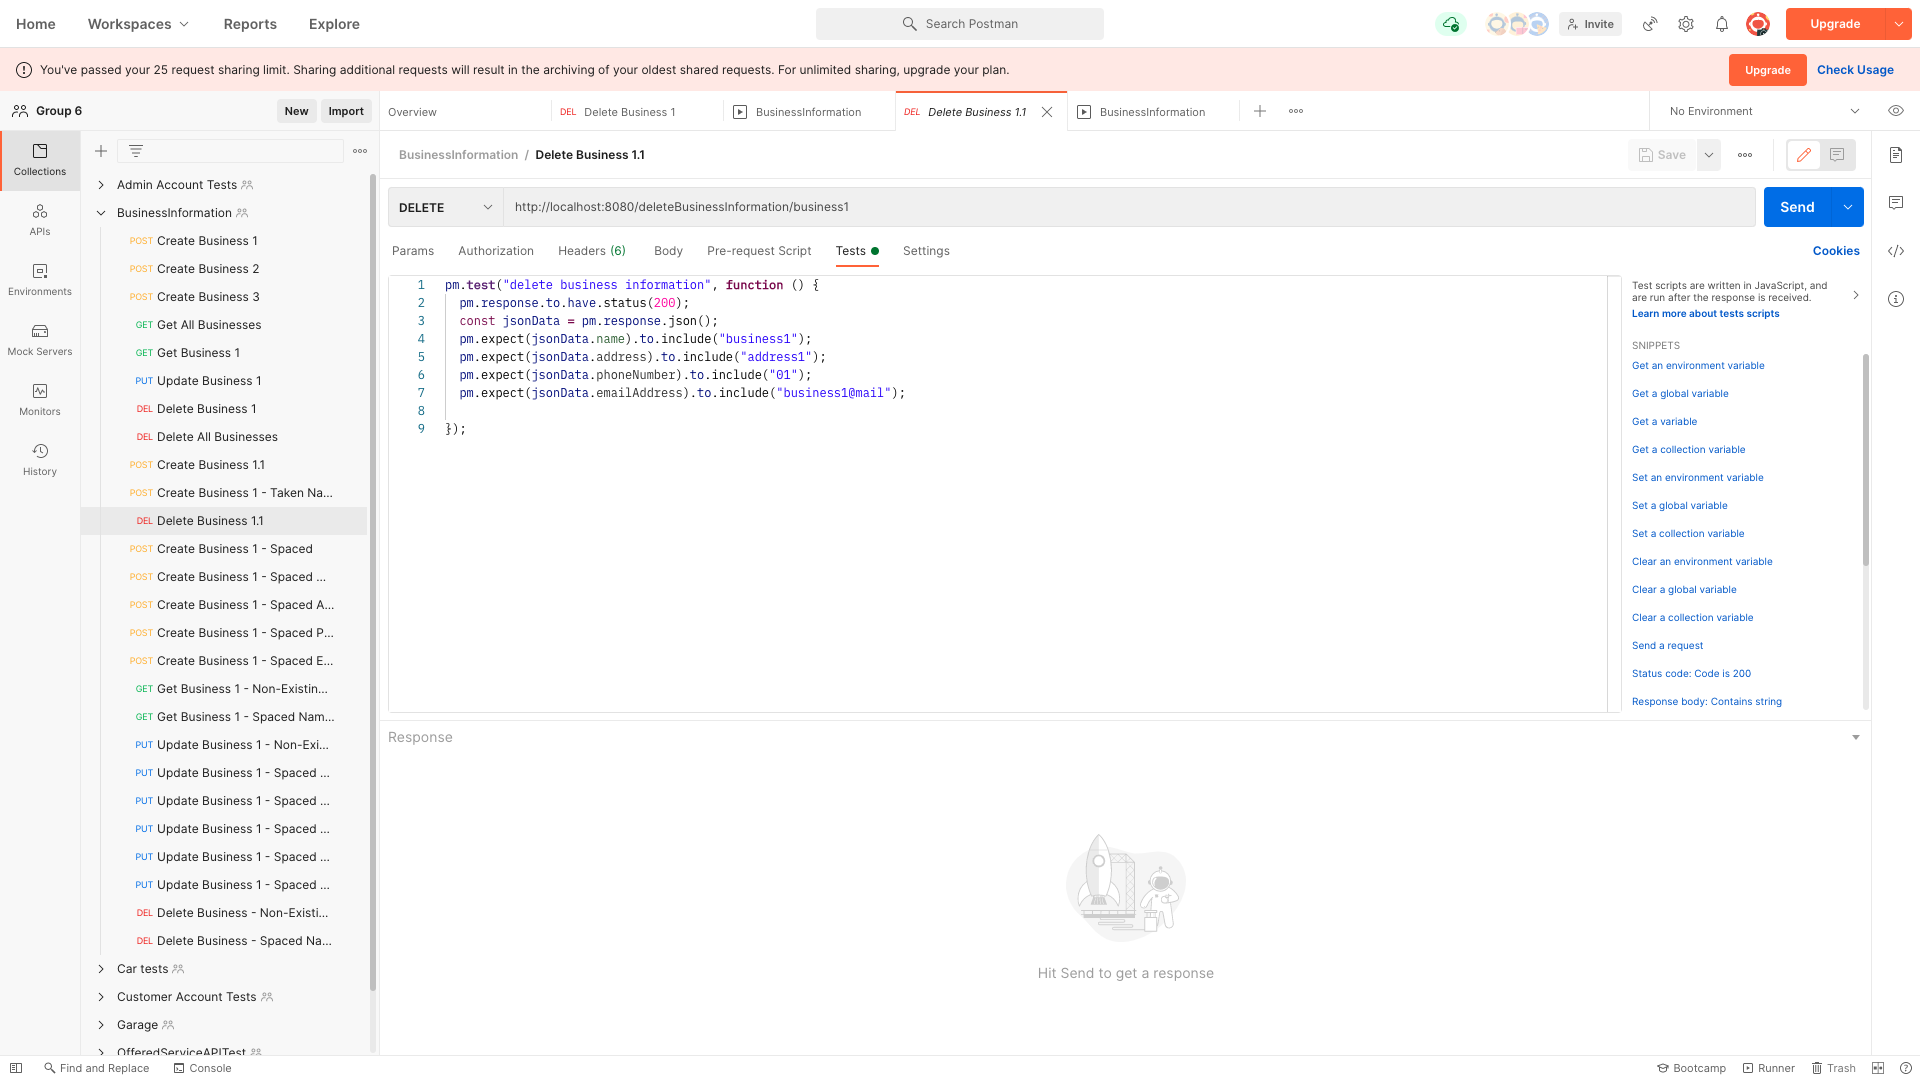 Home
Workspaces
Reports
Explore
Search Postman
Invite
Upgrade
You've passed your 25 request sharing limit. Sharing additional requests will result in the archiving of your oldest shared requests. For unlimited sharing, upgrade your plan.
Upgrade
Check Usage
Group 6
New
Import
Overview
DEL Delete Business 1
BusinessInformation
DEL Delete Business 1.1
BusinessInformation
No Environment
Collections
APIs
Environments
Mock Servers
Monitors
History
Admin Account Tests
BusinessInformation
POST Create Business 1
POST Create Business 2
POST Create Business 3
GET Get All Businesses
GET Get Business 1
PUT Update Business 1
DEL Delete Business 1
DEL Delete All Businesses
POST Create Business 1.1
POST Create Business 1 - Taken Na...
DEL Delete Business 1.1
POST Create Business 1 - Spaced
POST Create Business 1 - Spaced ...
POST Create Business 1 - Spaced A...
POST Create Business 1 - Spaced P...
POST Create Business 1 - Spaced E...
GET Get Business 1 - Non-Existin...
GET Get Business 1 - Spaced Nam...
PUT Update Business 1 - Non-Exi...
PUT Update Business 1 - Spaced ...
PUT Update Business 1 - Spaced ...
PUT Update Business 1 - Spaced ...
PUT Update Business 1 - Spaced ...
PUT Update Business 1 - Spaced ...
DEL Delete Business - Non-Existi...
DEL Delete Business - Spaced Na...
Car tests
Customer Account Tests
Garage
OfferedServiceAPITest
BusinessInformation / Delete Business 1.1
Save
DELETE
http://localhost:8080/deleteBusinessInformation/business1
Send
Params
Authorization
Headers (6)
Body
Pre-request Script
Tests
Settings
Cookies
1 pm.test("delete business information", function () {
2 pm.response.to.have.status(200);
3 const jsonData = pm.response.json();
4 pm.expect(jsonData.name).to.include("business1");
5 pm.expect(jsonData.address).to.include("address1");
6 pm.expect(jsonData.phoneNumber).to.include("01");
7 pm.expect(jsonData.emailAddress).to.include("business1@mail");
8
9 });
Test scripts are written in JavaScript, and
are run after the response is received.
Learn more about tests scripts
SNIPPETS
Get an environment variable
Get a global variable
Get a variable
Get a collection variable
Set an environment variable
Set a global variable
Set a collection variable
Clear an environment variable
Clear a global variable
Clear a collection variable
Send a request
Status code: Code is 200
Response body: Contains string
Response
Hit Send to get a response
Find and Replace
Console
Bootcamp
Runner
Trash